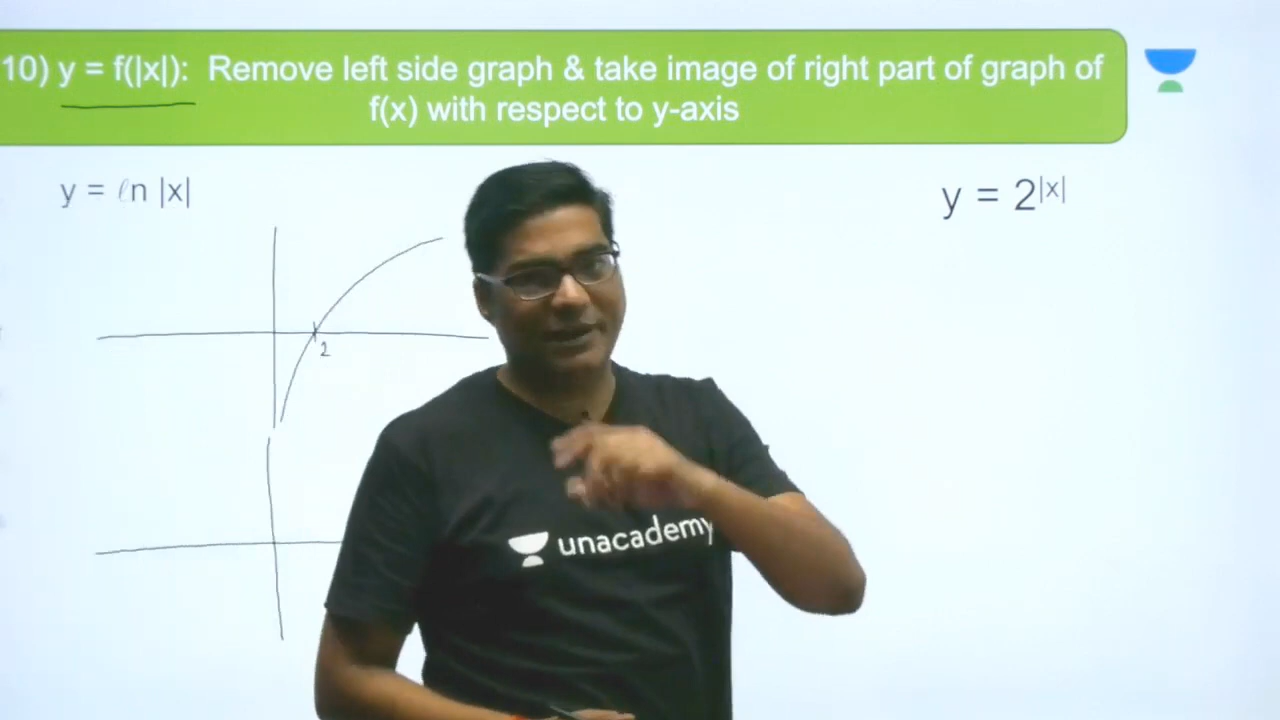 10) y = f(|x|): Remove left side graph & take image of right part of graph of
f(x) with respect to y-axis
y = ℓn |x|
y = 2^|x|
2
unacademy